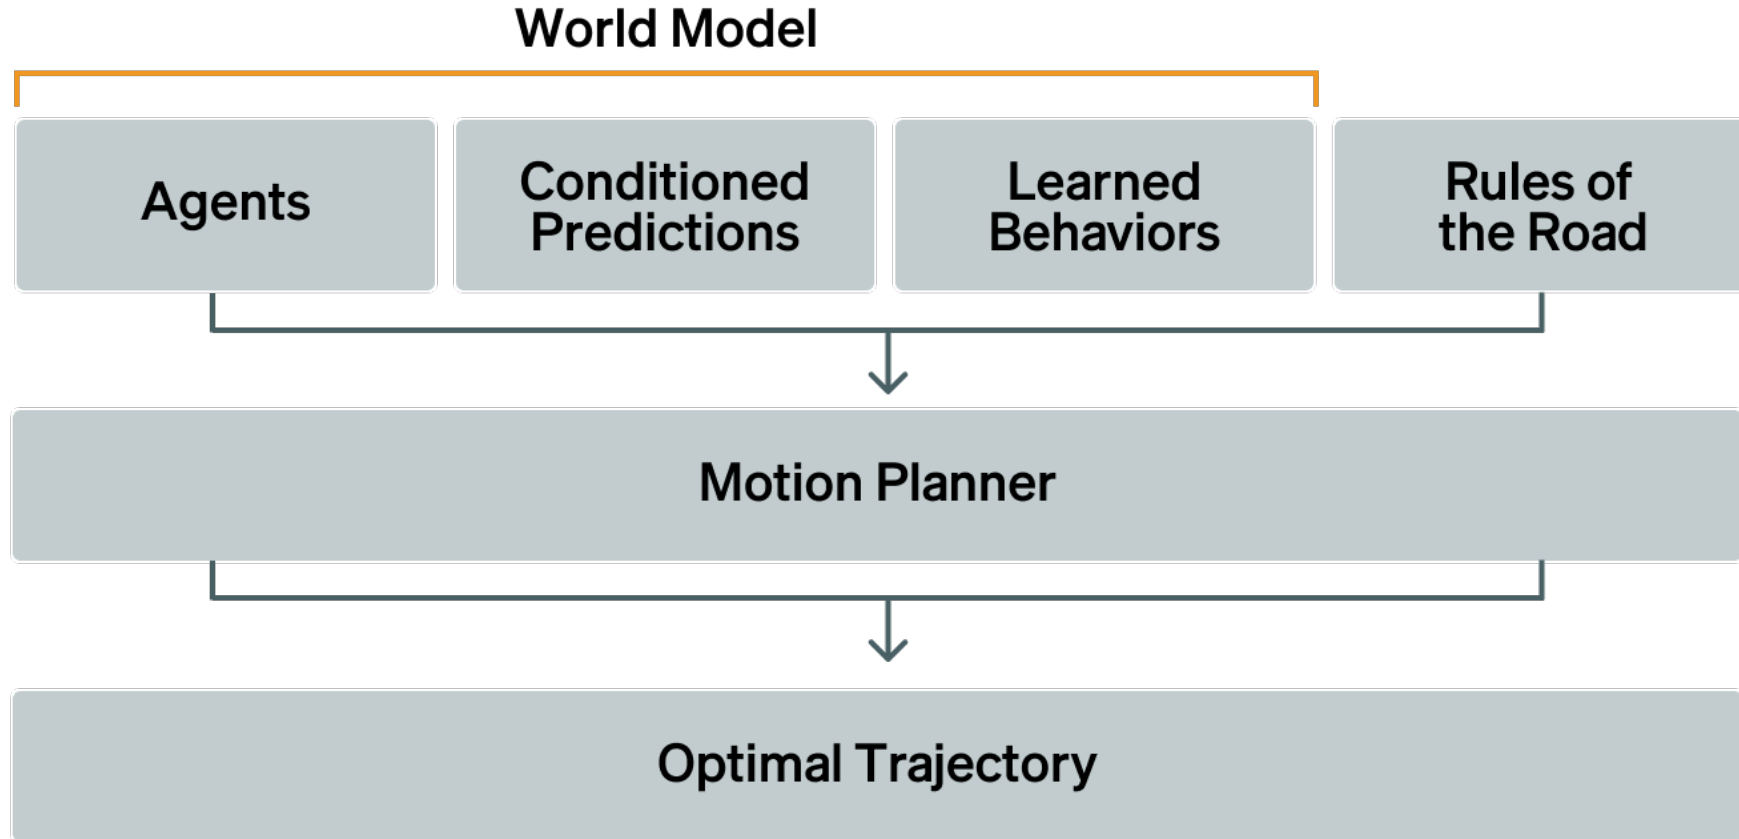 World Model
Agents
Conditioned
Predictions
Learned
Behaviors
Rules of
the Road
Motion Planner
Optimal Trajectory